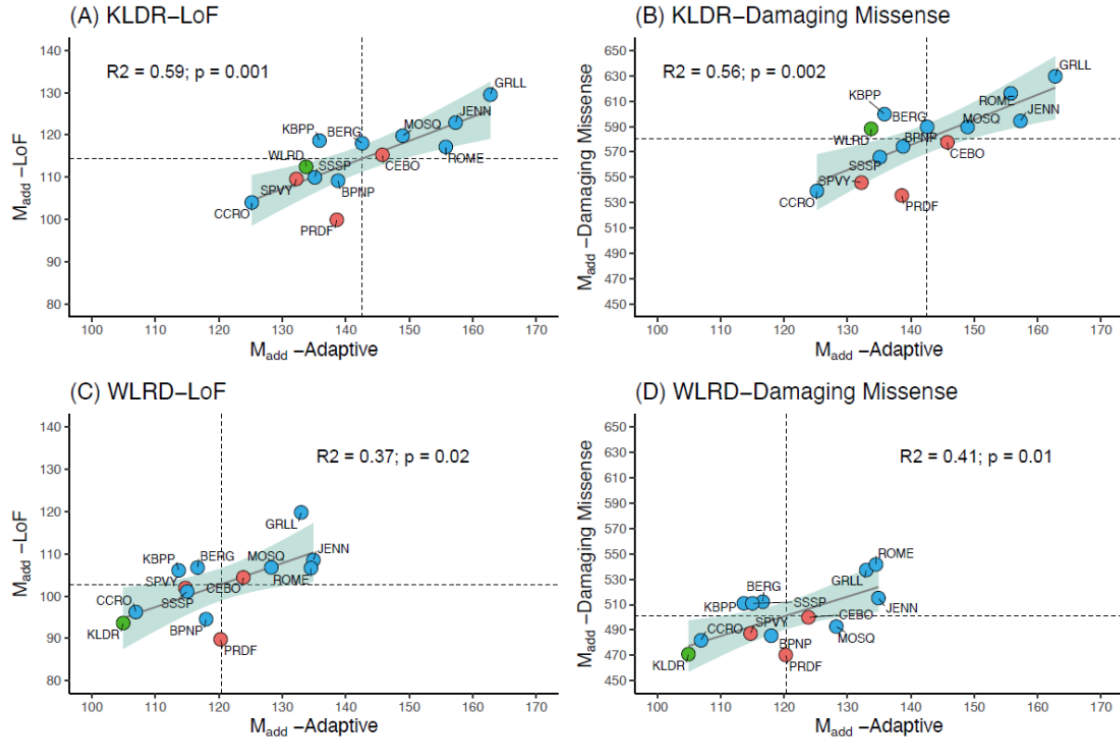 (A) KLDR−LoF
R2 = 0.59; p = 0.001
GRLL
JENN
MOSQ
BERG
KBPP
ROME
WLRD
CEBO
SSSP
SPVY
BPNP
CCRO
PRDF
140
130
120
110
100
90
80
M_add −LoF
100 110 120 130 140 150 160 170
M_add −Adaptive
(B) KLDR−Damaging Missense
R2 = 0.56; p = 0.002
GRLL
KBPP
ROME
BERG
MOSQ
JENN
WLRD
BPNP
CEBO
SSSP
SPVY
CCRO
PRDF
650
630
610
590
570
550
530
510
490
470
450
M_add −Damaging Missense
100 110 120 130 140 150 160 170
M_add −Adaptive
(C) WLRD−LoF
R2 = 0.37; p = 0.02
GRLL
KBPP
BERG
MOSQ
JENN
SPVY
CEBO
ROME
CCRO
SSSP
KLDR
BPNP
PRDF
140
130
120
110
100
90
80
M_add −LoF
100 110 120 130 140 150 160 170
M_add −Adaptive
(D) WLRD−Damaging Missense
R2 = 0.41; p = 0.01
ROME
GRLL
BERG
KBPP
SSSP
JENN
CEBO
CCRO
SPVY
MOSQ
BPNP
KLDR
PRDF
650
630
610
590
570
550
530
510
490
470
450
M_add −Damaging Missense
100 110 120 130 140 150 160 170
M_add −Adaptive